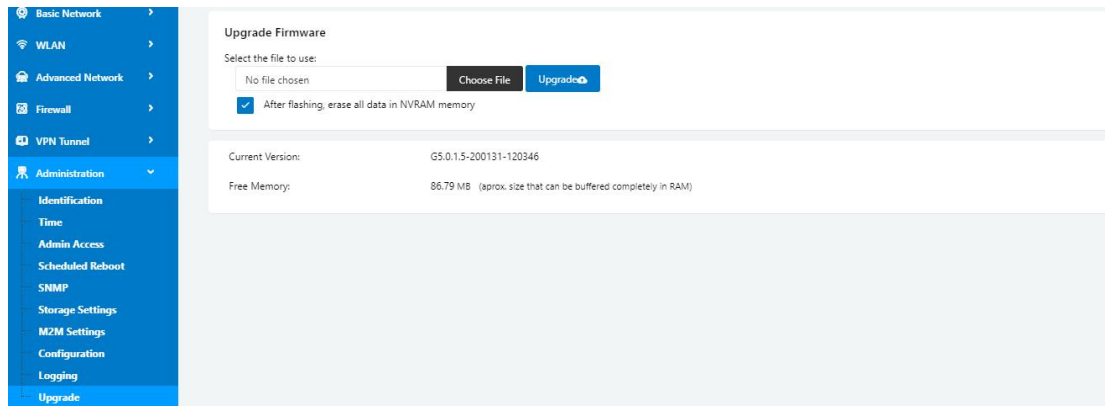 Basic Network
WLAN
Advanced Network
Firewall
VPN Tunnel
Administration
Identification
Time
Admin Access
Scheduled Reboot
SNMP
Storage Settings
M2M Settings
Configuration
Logging
Upgrade
Upgrade Firmware
Select the file to use:
No file chosen Choose File Upgrade
After flashing, erase all data in NVRAM memory
Current Version: G5.0.1.5-200131-120346
Free Memory: 86.79 MB (aprox. size that can be buffered completely in RAM)